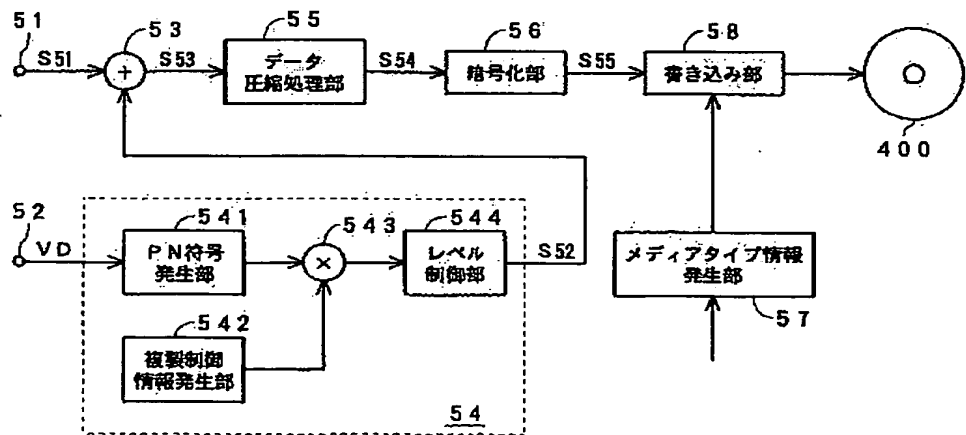 51
S51
53
S53
55
データ
圧縮処理部
S54
56
暗号化部
S55
58
書き込み部
400
52
VD
541
PN符号
発生部
543
544
レベル
制御部
S52
メディアタイプ情報
発生部
57
542
複製制御
情報発生部
54